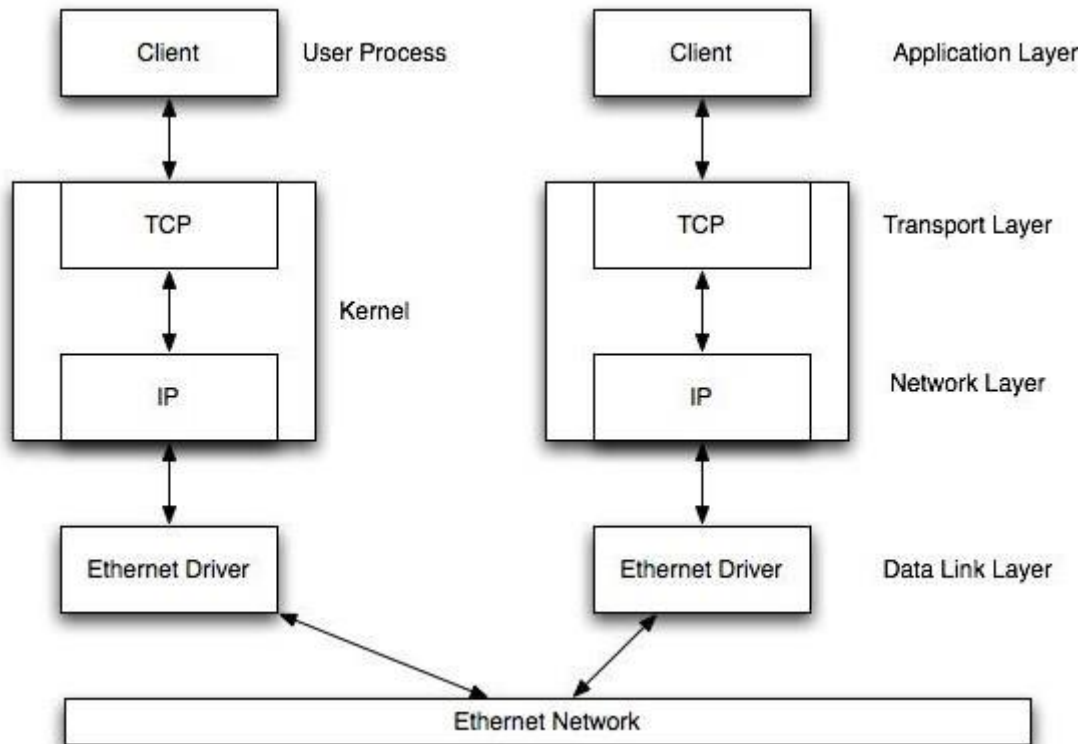 Client
User Process
Client
Application Layer
TCP
TCP
Transport Layer
Kernel
IP
IP
Network Layer
Ethernet Driver
Ethernet Driver
Data Link Layer
Ethernet Network